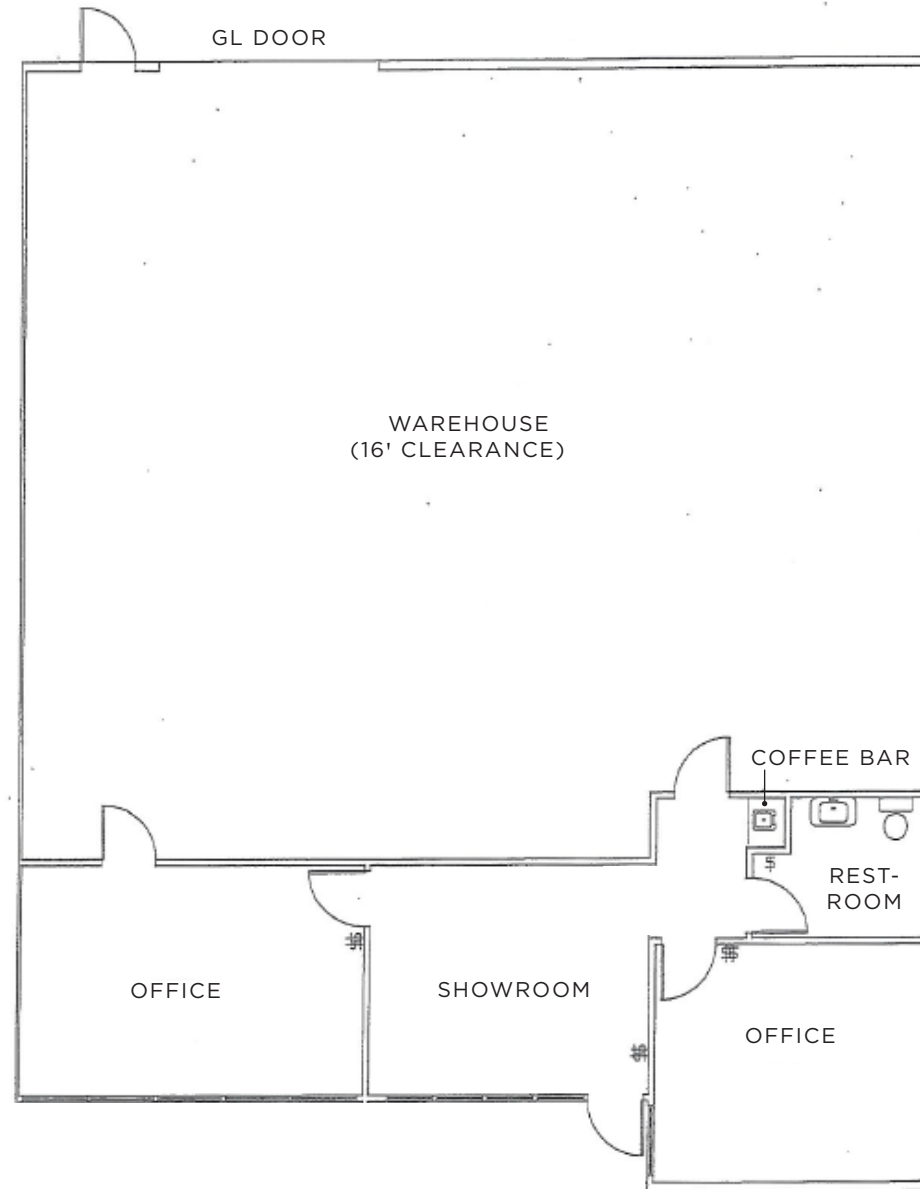 GL DOOR
WAREHOUSE
(16' CLEARANCE)
COFFEE BAR
REST-
ROOM
OFFICE
SHOWROOM
OFFICE
$